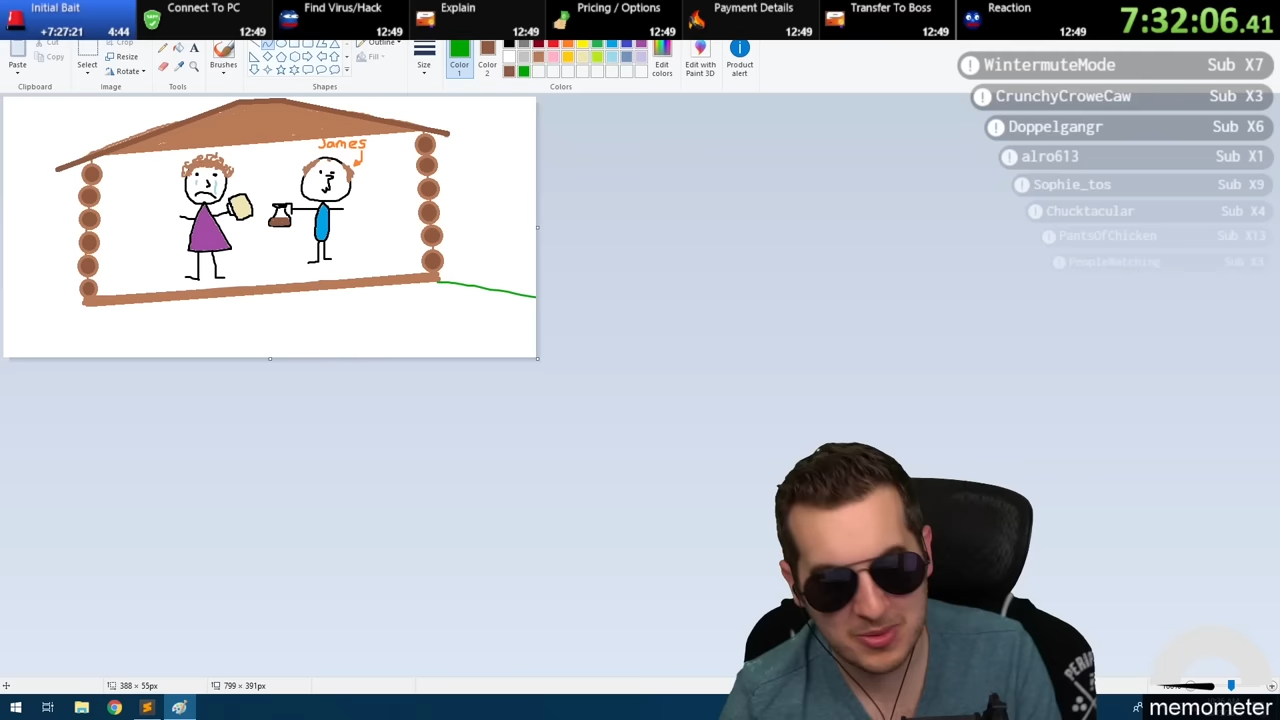 Initial Bait
+7:27:21 4:44
Connect To PC
12:49
Find Virus/Hack
12:49
Explain
12:49
Pricing / Options
12:49
Payment Details
12:49
Transfer To Boss
12:49
Reaction
12:49
7:32:06.41
Paste
Cut
Copy
Clipboard
Select
Crop
Resize
Rotate
Image
A
Tools
Brushes
Outline
Fill
Shapes
Size
Color
1
Color
2
Edit
colors
Edit with
Paint 3D
Product
alert
Colors
WintermuteMode Sub X7
CrunchyCroweCaw Sub X3
Doppelgangr Sub X6
alro613 Sub X1
Sophie_tos Sub X9
Chucktacular Sub X4
PantsOfChicken Sub X13
PeopleWatching Sub X3
James
PERIO
388 × 55px
799 × 391px
memometer